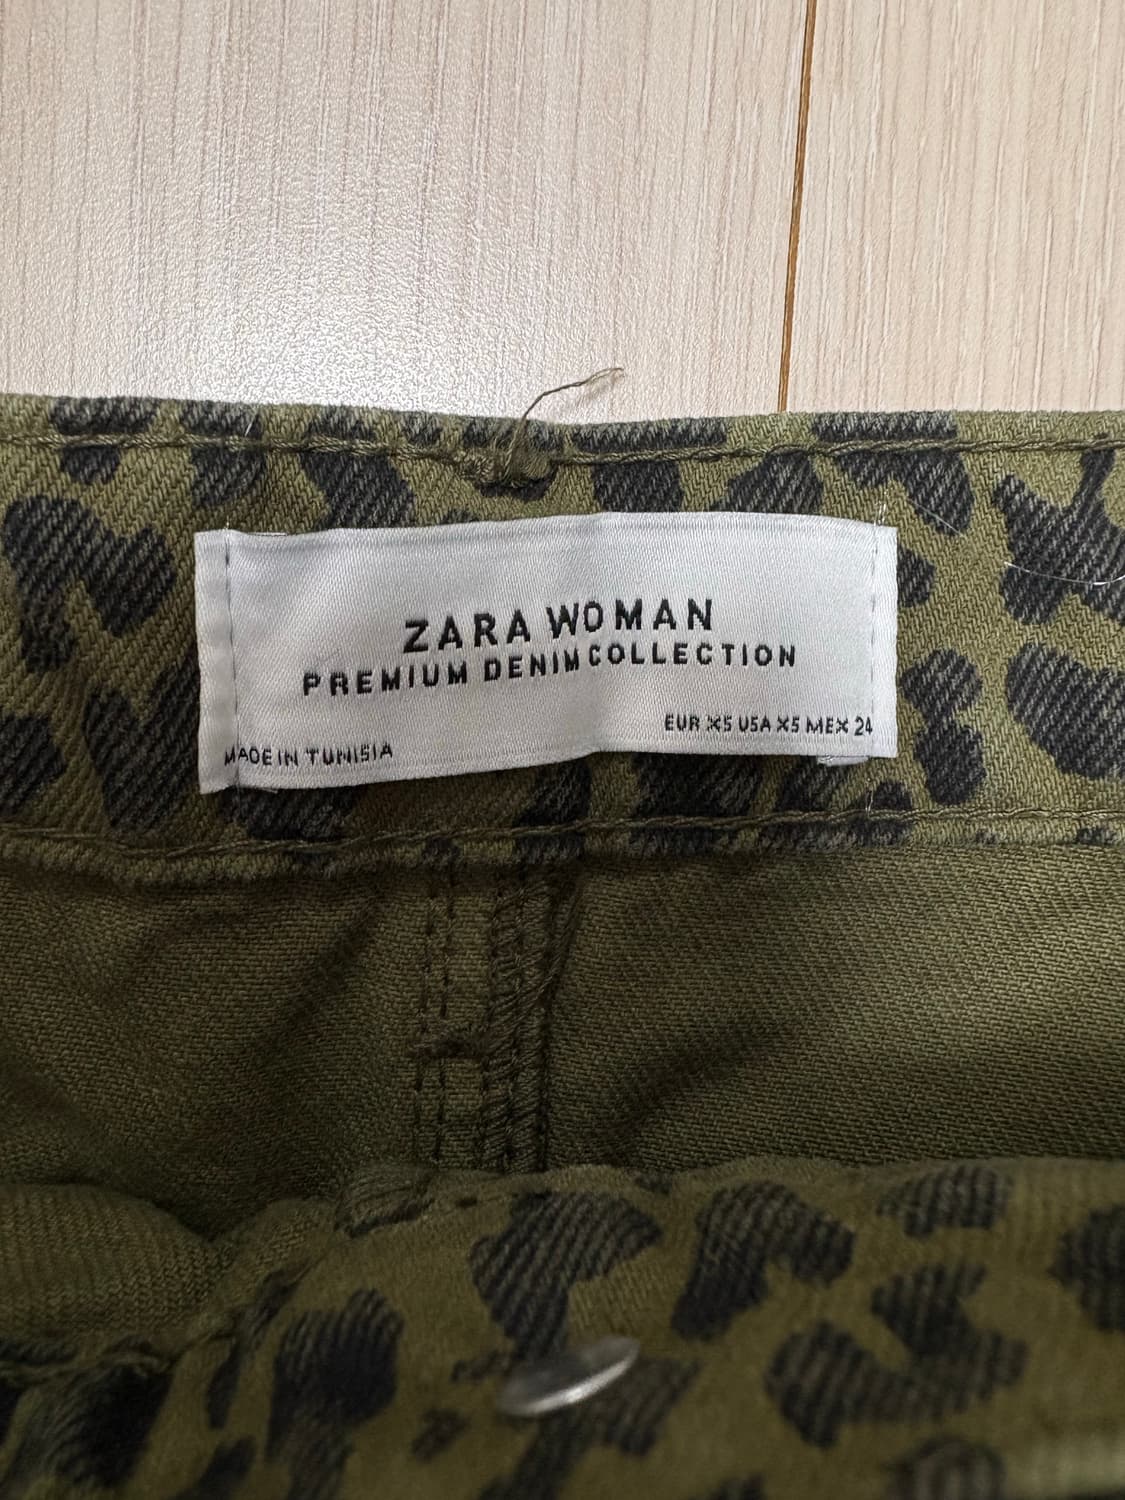 ZARA WOMAN
PREMIUM DENIM COLLECTION
EUR XS USA XS MEX 24
MADE IN TUNISIA